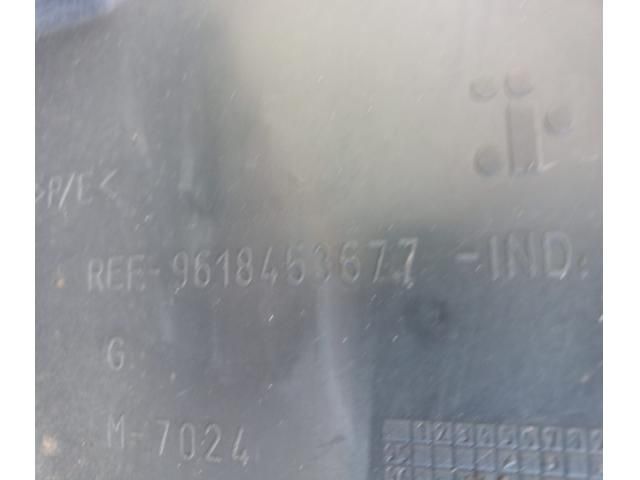 >P/E<
REF.-9618453677 -IND.
G.
M-7024